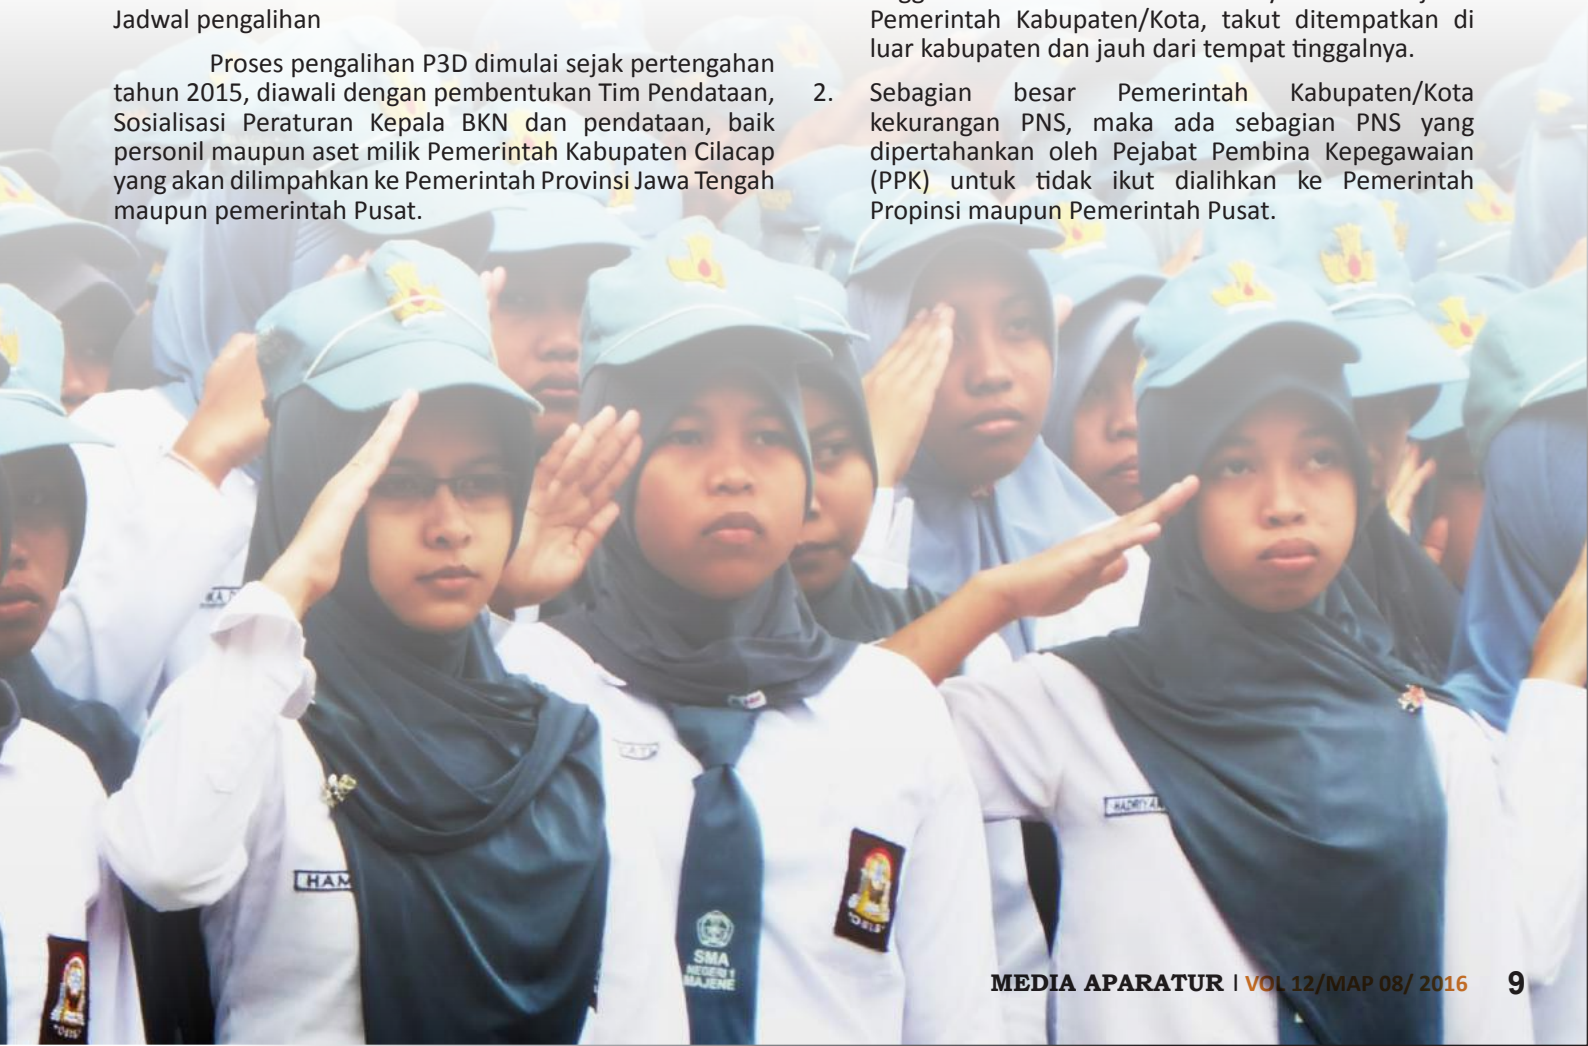 Jadwal pengalihan
Proses pengalihan P3D dimulai sejak pertengahan
tahun 2015, diawali dengan pembentukan Tim Pendataan,
Sosialisasi Peraturan Kepala BKN dan pendataan, baik
personil maupun aset milik Pemerintah Kabupaten Cilacap
yang akan dilimpahkan ke Pemerintah Provinsi Jawa Tengah
maupun pemerintah Pusat.
Pemerintah Kabupaten/Kota, takut ditempatkan di
luar kabupaten dan jauh dari tempat tinggalnya.
2. Sebagian besar Pemerintah Kabupaten/Kota
kekurangan PNS, maka ada sebagian PNS yang
dipertahankan oleh Pejabat Pembina Kepegawaian
(PPK) untuk tidak ikut dialihkan ke Pemerintah
Propinsi maupun Pemerintah Pusat.
HAM
HADRIYA
"OSIS"
"OSIS"
SMA
NEGERI 1
MAJENE
MEDIA APARATUR | VOL 12/MAP 08/ 2016 9